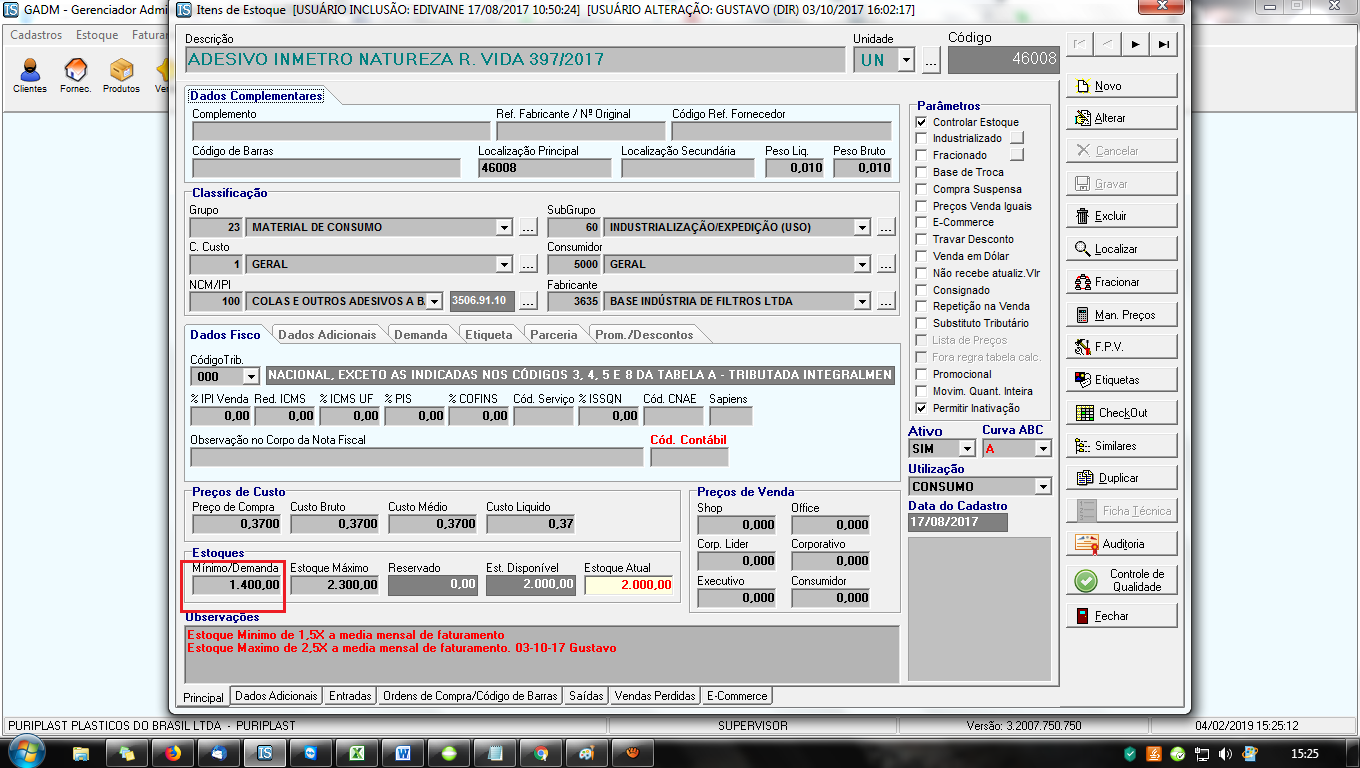 GADM - Gerenciador Admi
Itens de Estoque [USUÁRIO INCLUSÃO: EDIVAINE 17/08/2017 10:50:24] [USUÁRIO ALTERAÇÃO: GUSTAVO (DIR) 03/10/2017 16:02:17]
Cadastros Estoque Fatura
Clientes Fornec. Produtos
Descrição Unidade Código
ADESIVO INMETRO NATUREZA R. VIDA 397/2017 UN ... 46008
Dados Complementares
Complemento Ref. Fabricante / Nº Original Código Ref. Fornecedor
Código de Barras Localização Principal Localização Secundária Peso Liq. Peso Bruto
46008 0,010 0,010
Classificação
Grupo SubGrupo
23 MATERIAL DE CONSUMO ... 60 INDUSTRIALIZAÇÃO/EXPEDIÇÃO (USO) ...
C. Custo Consumidor
1 GERAL ... 5000 GERAL ...
NCM/IPI Fabricante
100 COLAS E OUTROS ADESIVOS A B. 3506.91.10 ... 3635 BASE INDÚSTRIA DE FILTROS LTDA ...
Dados Fisco Dados Adicionais Demanda Etiqueta Parceria Prom./Descontos
CódigoTrib.
000 NACIONAL, EXCETO AS INDICADAS NOS CÓDIGOS 3, 4, 5 E 8 DA TABELA A - TRIBUTADA INTEGRALMEN
% IPI Venda Red. ICMS % ICMS UF % PIS % COFINS Cód. Serviço % ISSQN Cód. CNAE Sapiens
0,00 0,00 0,00 0,00 0,00 0,00
Observação no Corpo da Nota Fiscal Cód. Contábil
Preços de Custo
Preço de Compra Custo Bruto Custo Médio Custo Liquido
0,3700 0,3700 0,3700 0,37
Estoques
Mínimo/Demanda Estoque Máximo Reservado Est. Disponível Estoque Atual
1.400,00 2.300,00 0,00 2.000,00 2.000,00
Preços de Venda
Shop Office
0,000 0,000
Corp. Lider Corporativo
0,000 0,000
Executivo Consumidor
0,000 0,000
Observações
Estoque Minimo de 1,5X a media mensal de faturamento
Estoque Maximo de 2,5X a media mensal de faturamento. 03-10-17 Gustavo
Principal Dados Adicionais Entradas Ordens de Compra/Código de Barras Saídas Vendas Perdidas E-Commerce
Parâmetros
Controlar Estoque
Industrializado
Fracionado
Base de Troca
Compra Suspensa
Preços Venda Iguais
E-Commerce
Travar Desconto
Venda em Dólar
Não recebe atualiz.Vlr
Consignado
Repetição na Venda
Substituto Tributário
Lista de Preços
Fora regra tabela calc.
Promocional
Movim. Quant. Inteira
Permitir Inativação
Ativo Curva ABC
SIM A
Utilização
CONSUMO
Data do Cadastro
17/08/2017
Novo
Alterar
Cancelar
Gravar
Excluir
Localizar
Fracionar
Man. Preços
F.P.V.
Etiquetas
CheckOut
Similares
Duplicar
Ficha Técnica
Auditoria
Controle de
Qualidade
Fechar
PURIPLAST PLASTICOS DO BRASIL LTDA - PURIPLAST SUPERVISOR Versão: 3.2007.750.750 04/02/2019 15:25:12
15:25